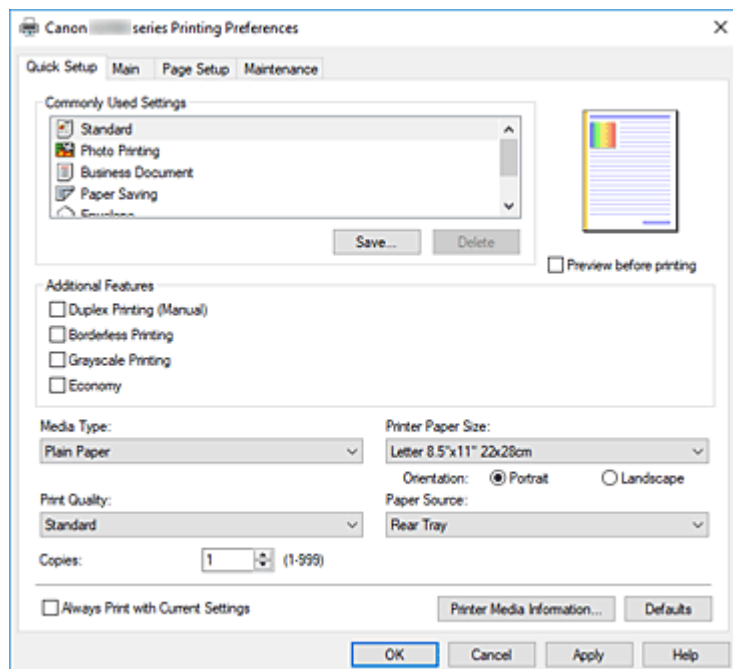 Canon series Printing Preferences
Quick Setup Main Page Setup Maintenance
Commonly Used Settings
Standard
Photo Printing
Business Document
Paper Saving
Envelope
Save... Delete
Preview before printing
Additional Features
Duplex Printing (Manual)
Borderless Printing
Grayscale Printing
Economy
Media Type: Printer Paper Size:
Plain Paper Letter 8.5"x11" 22x28cm
Orientation: Portrait Landscape
Print Quality: Paper Source:
Standard Rear Tray
Copies: 1 (1-999)
Always Print with Current Settings Printer Media Information... Defaults
OK Cancel Apply Help